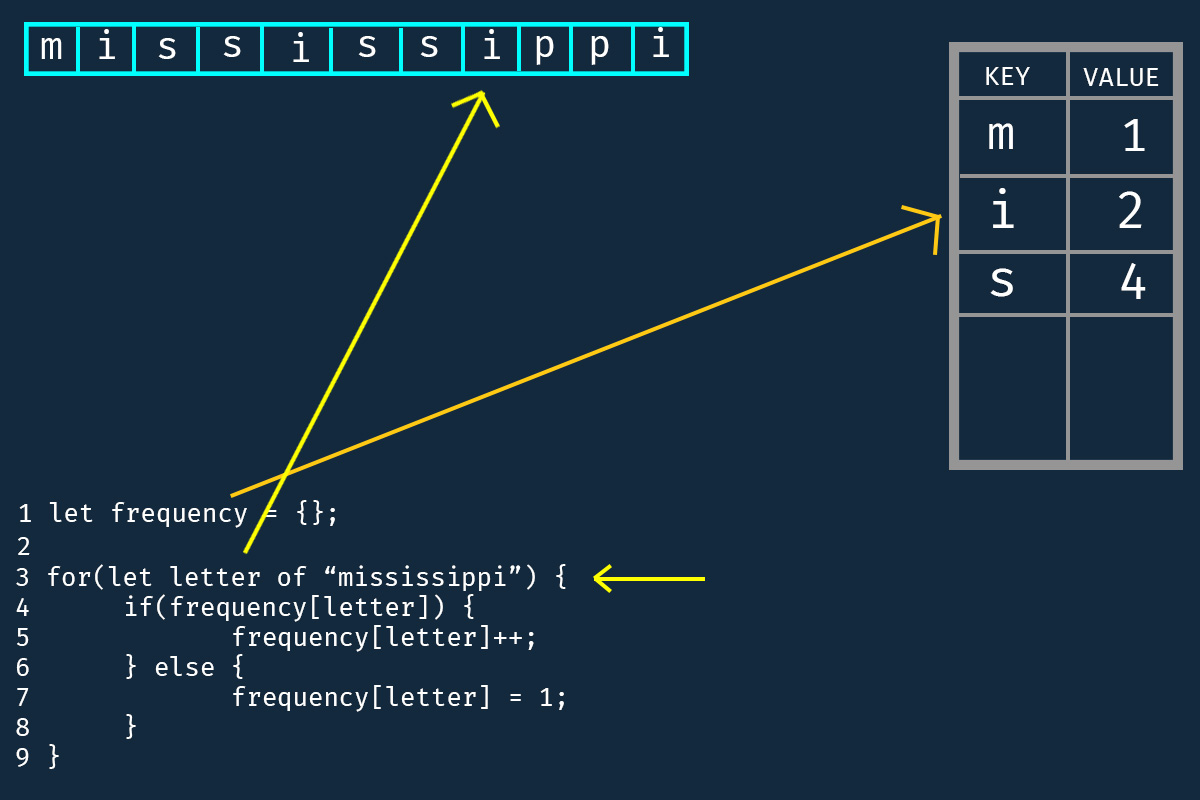 m i s s i s s i p p i
KEY VALUE
m 1
i 2
s 4
1 let frequency = {};
2
3 for(let letter of “mississippi”) {
4 if(frequency[letter]) {
5 frequency[letter]++;
6 } else {
7 frequency[letter] = 1;
8 }
9 }